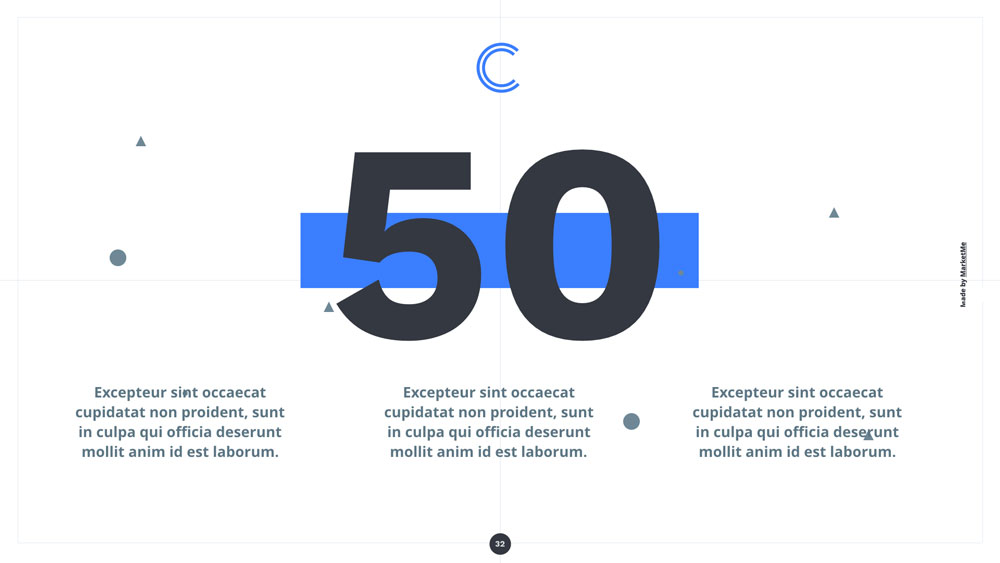 50
Excepteur sint occaecat
cupidatat non proident, sunt
in culpa qui officia deserunt
mollit anim id est laborum.
Excepteur sint occaecat
cupidatat non proident, sunt
in culpa qui officia deserunt
mollit anim id est laborum.
Excepteur sint occaecat
cupidatat non proident, sunt
in culpa qui officia deserunt
mollit anim id est laborum.
Made by MarketMe
32